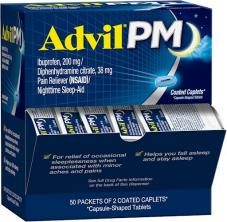 Advil PM
Ibuprofen, 200 mg /
Diphenhydramine citrate, 38 mg
Pain Reliever (NSAID)/
Nighttime Sleep-Aid
Coated Caplets*
*Capsule-Shaped Tablets
For relief of occasional
sleeplessness when
associated with minor
aches and pains
Helps you fall asleep
and stay asleep
See full Drug Facts information
on the back of this dispenser
50 PACKETS OF 2 COATED CAPLETS*
*Capsule-Shaped Tablets